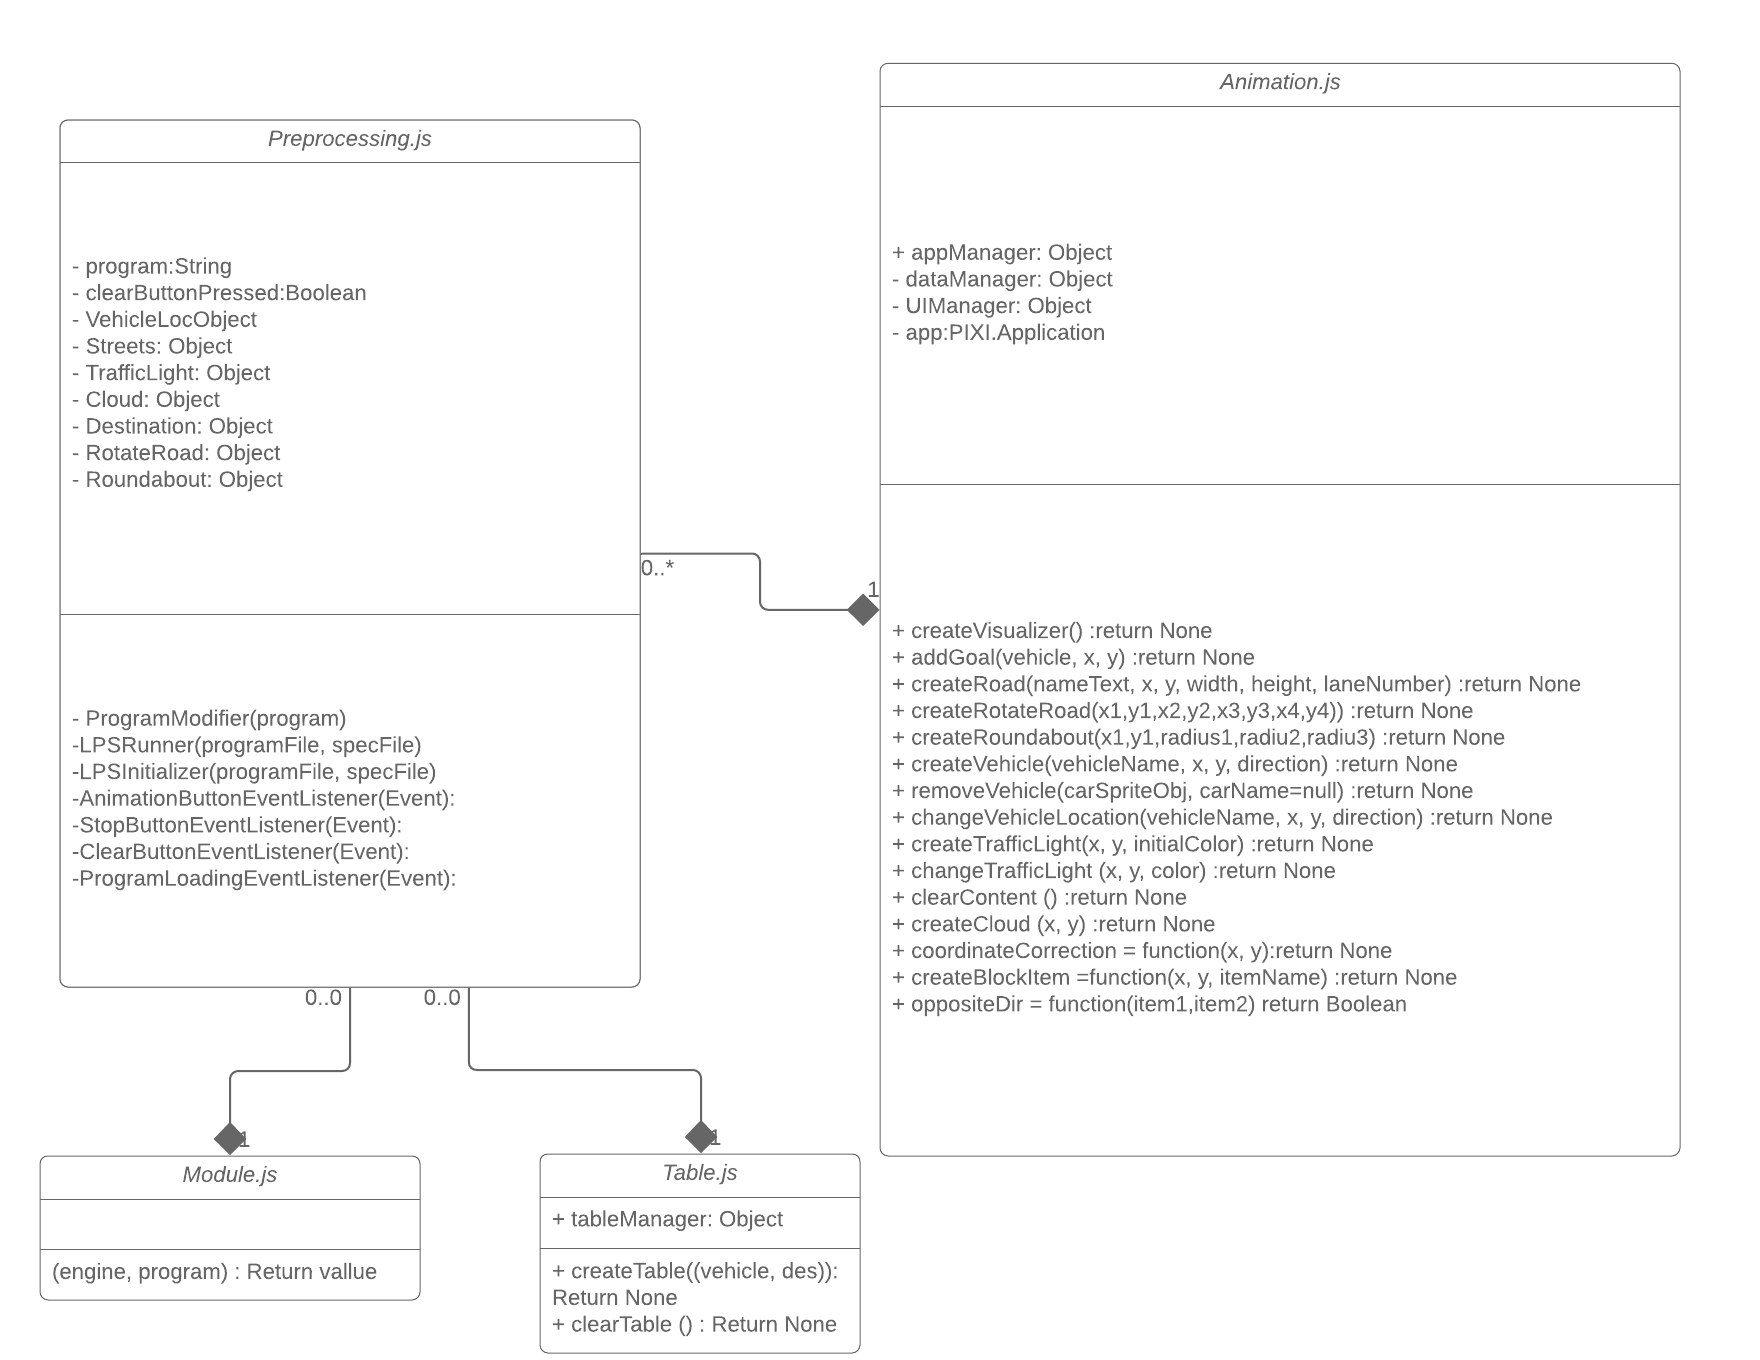 Preprocessing.js
- program:String
- clearButtonPressed:Boolean
- VehicleLocObject
- Streets: Object
- TrafficLight: Object
- Cloud: Object
- Destination: Object
- RotateRoad: Object
- Roundabout: Object
- ProgramModifier(program)
-LPSRunner(programFile, specFile)
-LPSInitializer(programFile, specFile)
-AnimationButtonEventListener(Event):
-StopButtonEventListener(Event):
-ClearButtonEventListener(Event):
-ProgramLoadingEventListener(Event):
0..*
1
Animation.js
+ appManager: Object
- dataManager: Object
- UIManager: Object
- app:PIXI.Application
+ createVisualizer() :return None
+ addGoal(vehicle, x, y) :return None
+ createRoad(nameText, x, y, width, height, laneNumber) :return None
+ createRotateRoad(x1,y1,x2,y2,x3,y3,x4,y4)) :return None
+ createRoundabout(x1,y1,radius1,radiu2,radiu3) :return None
+ createVehicle(vehicleName, x, y, direction) :return None
+ removeVehicle(carSpriteObj, carName=null) :return None
+ changeVehicleLocation(vehicleName, x, y, direction) :return None
+ createTrafficLight(x, y, initialColor) :return None
+ changeTrafficLight (x, y, color) :return None
+ clearContent () :return None
+ createCloud (x, y) :return None
+ coordinateCorrection = function(x, y):return None
+ createBlockItem =function(x, y, itemName) :return None
+ oppositeDir = function(item1,item2) return Boolean
0..0
0..0
1
1
Module.js
(engine, program) : Return vallue
Table.js
+ tableManager: Object
+ createTable((vehicle, des)):
Return None
+ clearTable () : Return None